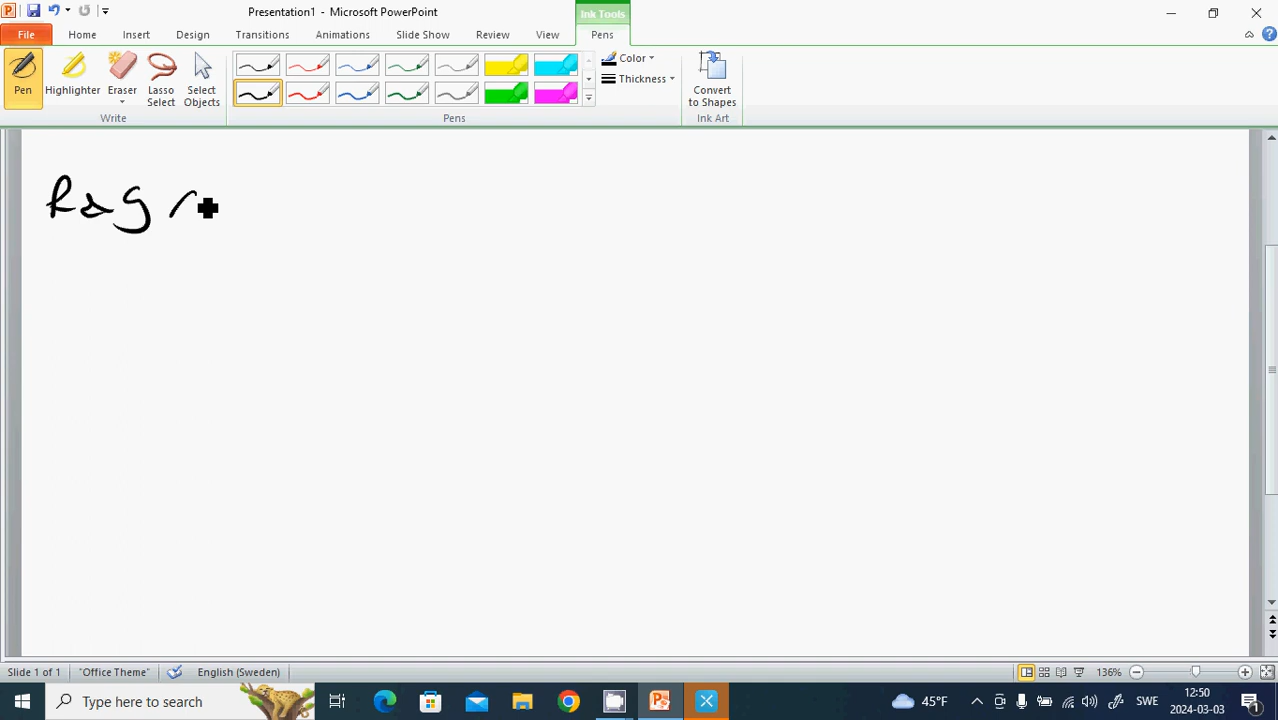 Presentation1 - Microsoft PowerPoint
Ink Tools
File Home Insert Design Transitions Animations Slide Show Review View Pens
Pen Highlighter Eraser Lasso Select Select Objects
Color
Thickness
Convert to Shapes
Write Pens Ink Art
Slide 1 of 1 "Office Theme" English (Sweden) 136%
Type here to search 45°F SWE 12:50
2024-03-03 1